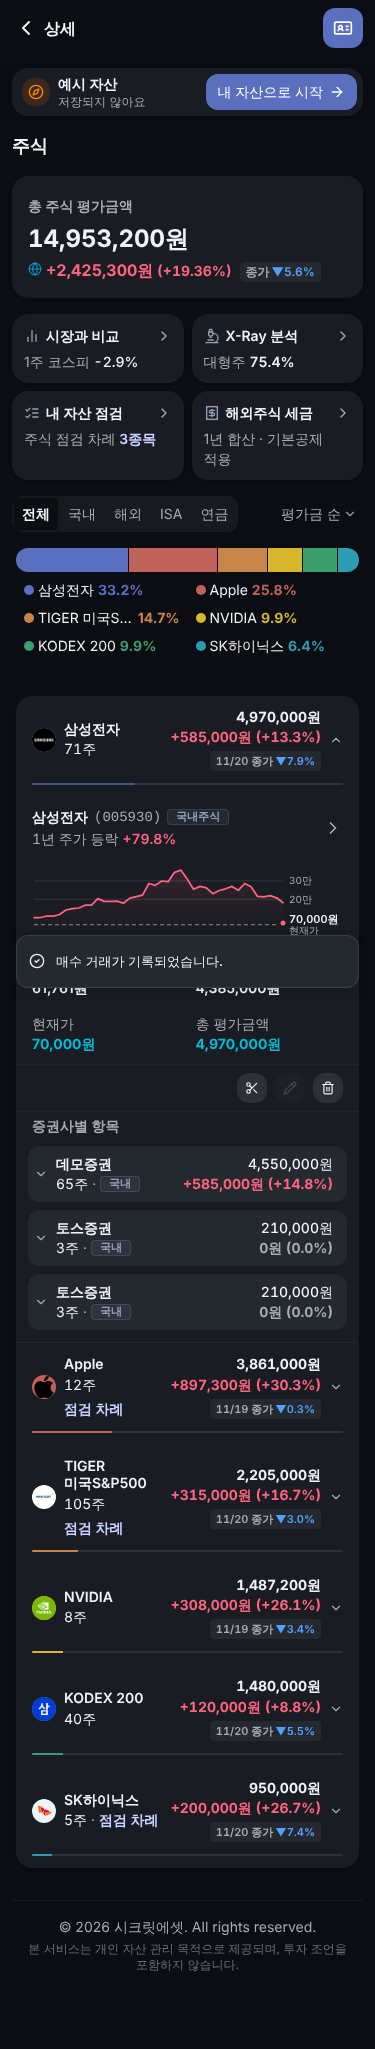 상세
예시 자산
저장되지 않아요
내 자산으로 시작
주식
총 주식 평가금액
14,953,200원
+2,425,300원 (+19.36%) 종가 ▼5.6%
시장과 비교
1주 코스피 -2.9%
X-Ray 분석
대형주 75.4%
내 자산 점검
주식 점검 차례 3종목
해외주식 세금
1년 합산 · 기본공제
적용
전체 국내 해외 ISA 연금 평가금 순
삼성전자 33.2% Apple 25.8%
TIGER 미국S... 14.7% NVIDIA 9.9%
KODEX 200 9.9% SK하이닉스 6.4%
SAMSUNG
삼성전자
71주
4,970,000원
+585,000원 (+13.3%)
11/20 종가 ▼7.9%
삼성전자 (005930) 국내주식
1년 주가 등락 +79.8%
30만
20만
70,000원
현재가
매수 거래가 기록되었습니다.
61,761원 4,385,000원
현재가 총 평가금액
70,000원 4,970,000원
증권사별 항목
데모증권 4,550,000원
65주 · 국내 +585,000원 (+14.8%)
토스증권 210,000원
3주 · 국내 0원 (0.0%)
토스증권 210,000원
3주 · 국내 0원 (0.0%)
Apple
12주
점검 차례
3,861,000원
+897,300원 (+30.3%)
11/19 종가 ▼0.3%
TIGER
미국S&P500
105주
점검 차례
2,205,000원
+315,000원 (+16.7%)
11/20 종가 ▼3.0%
NVIDIA
8주
1,487,200원
+308,000원 (+26.1%)
11/19 종가 ▼3.4%
삼
KODEX 200
40주
1,480,000원
+120,000원 (+8.8%)
11/20 종가 ▼5.5%
SK하이닉스
5주 · 점검 차례
950,000원
+200,000원 (+26.7%)
11/20 종가 ▼7.4%
© 2026 시크릿에셋. All rights reserved.
본 서비스는 개인 자산 관리 목적으로 제공되며, 투자 조언을
포함하지 않습니다.